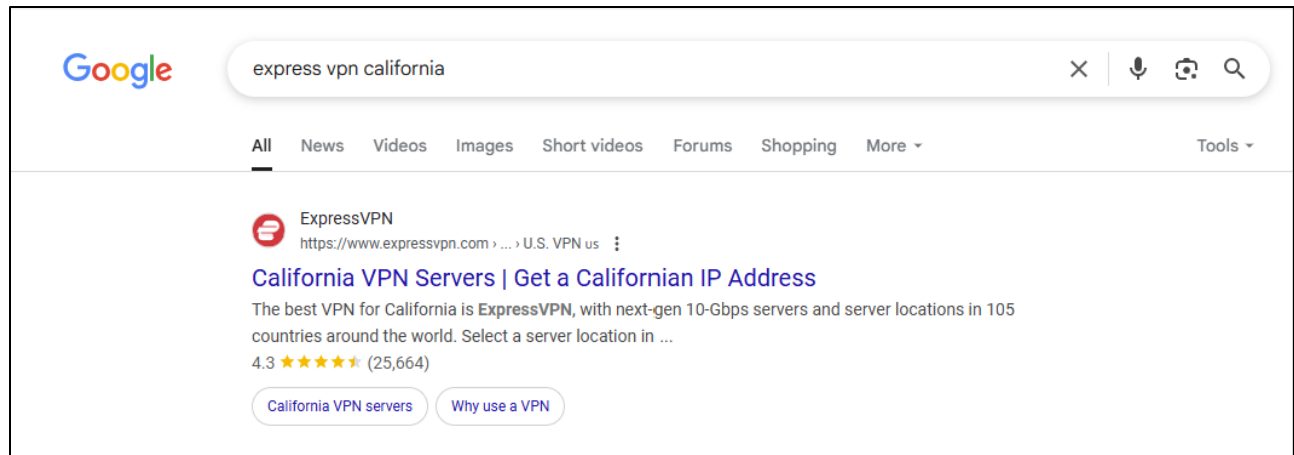 Google
express vpn california
All News Videos Images Short videos Forums Shopping More Tools
ExpressVPN
https://www.expressvpn.com › ... › U.S. VPN us
California VPN Servers | Get a Californian IP Address
The best VPN for California is ExpressVPN, with next-gen 10-Gbps servers and server locations in 105
countries around the world. Select a server location in ...
4.3 ★★★★★ (25,664)
California VPN servers Why use a VPN